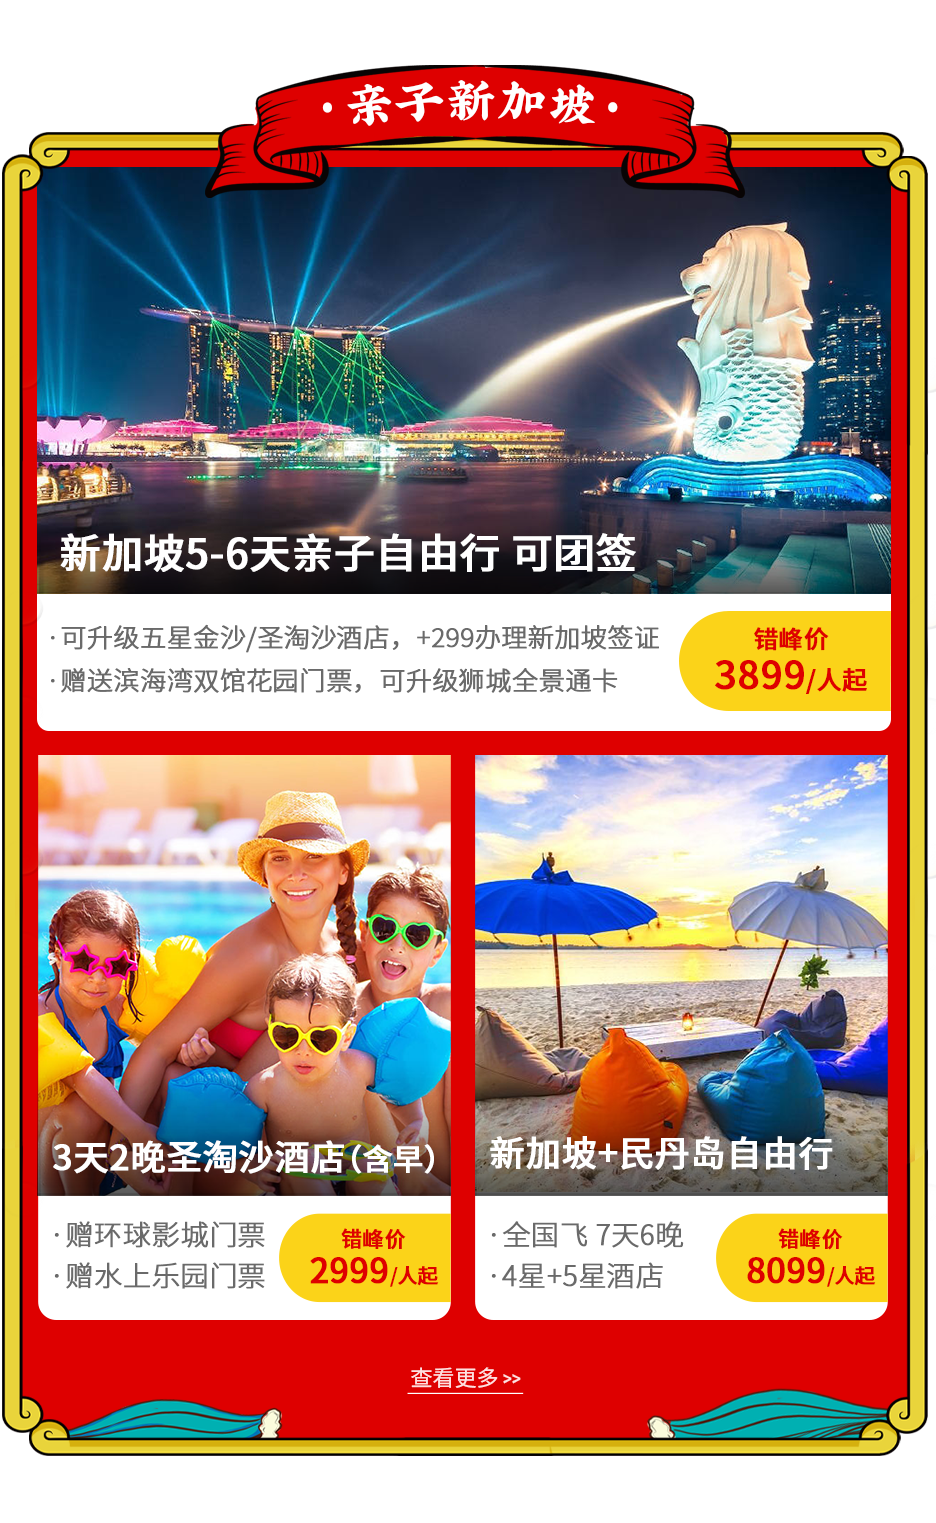 ·亲子新加坡·
新加坡5-6天亲子自由行 可团签
·可升级五星金沙/圣淘沙酒店，+299办理新加坡签证
·赠送滨海湾双馆花园门票，可升级狮城全景通卡
错峰价
3899/人起
3天2晚圣淘沙酒店(含早)
·赠环球影城门票
·赠水上乐园门票
错峰价
2999/人起
新加坡+民丹岛自由行
·全国飞 7天6晚
·4星+5星酒店
错峰价
8099/人起
查看更多 >>